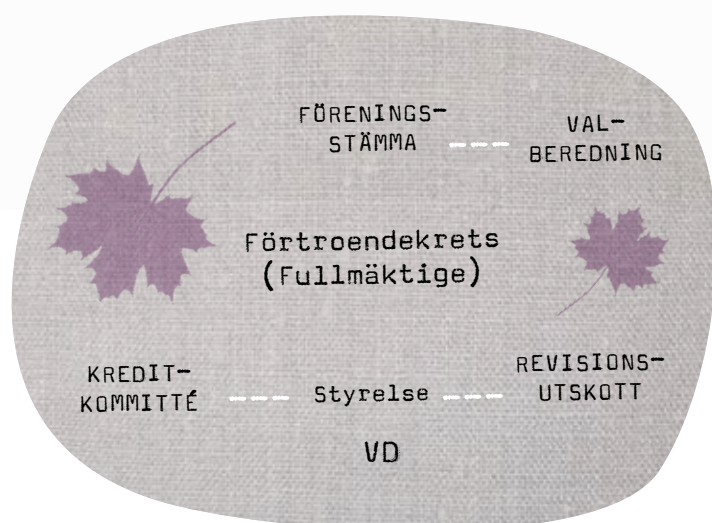 FÖRENINGS-
STÄMMA
VAL-
BEREDNING
Förtroendekrets
(Fullmäktige)
KREDIT-
KOMMITTÉ
Styrelse
REVISIONS-
UTSKOTT
VD